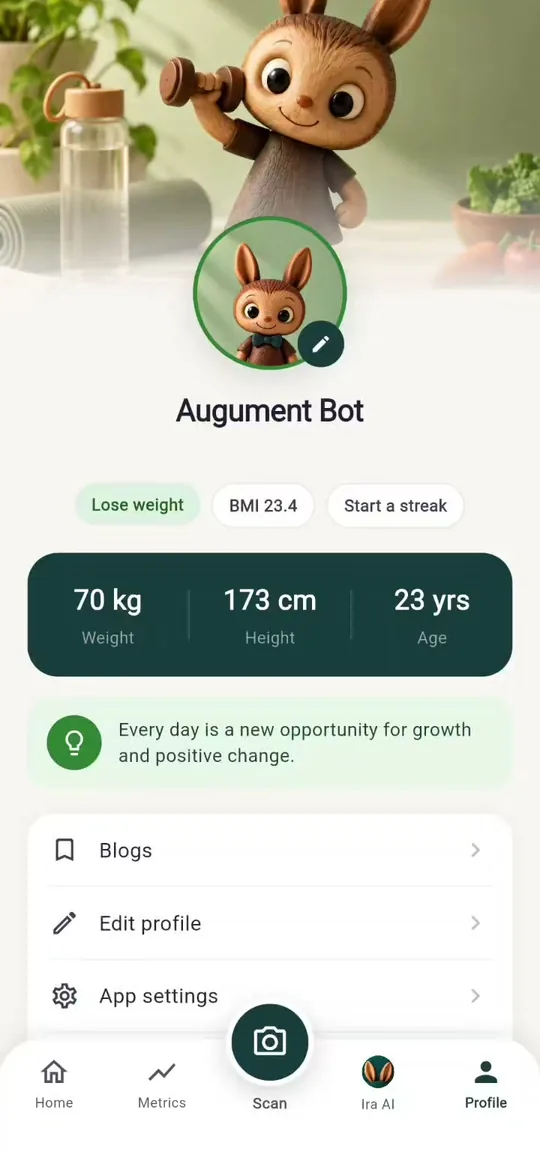 Augument Bot
Lose weight
BMI 23.4
Start a streak
70 kg
173 cm
23 yrs
Weight
Height
Age
Every day is a new opportunity for growth
and positive change.
Blogs
Edit profile
App settings
Home
Metrics
Scan
Ira AI
Profile